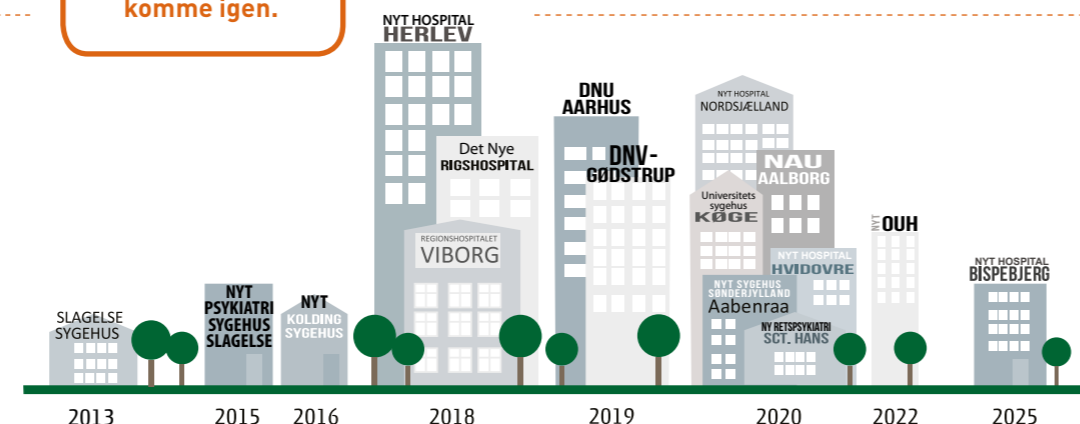 komme igen.
NYT HOSPITAL
HERLEV
Det Nye
RIGSHOSPITAL
REGIONSHOSPITALET
VIBORG
DNU
AARHUS
DNV-
GØDSTRUP
NYT HOSPITAL
NORDSJÆLLAND
NAU
AALBORG
Universitets
sygehus
KØGE
NYT HOSPITAL
HVIDOVRE
NYT SYGEHUS
SØNDERJYLLAND
Aabenraa
NY RETSPSYKIATRI
SCT. HANS
NYT
OUH
NYT HOSPITAL
BISPEBJERG
SLAGELSE
SYGEHUS
NYT
PSYKIATRI
SYGEHUS
SLAGELSE
NYT
KOLDING
SYGEHUS
2013
2015
2016
2018
2019
2020
2022
2025